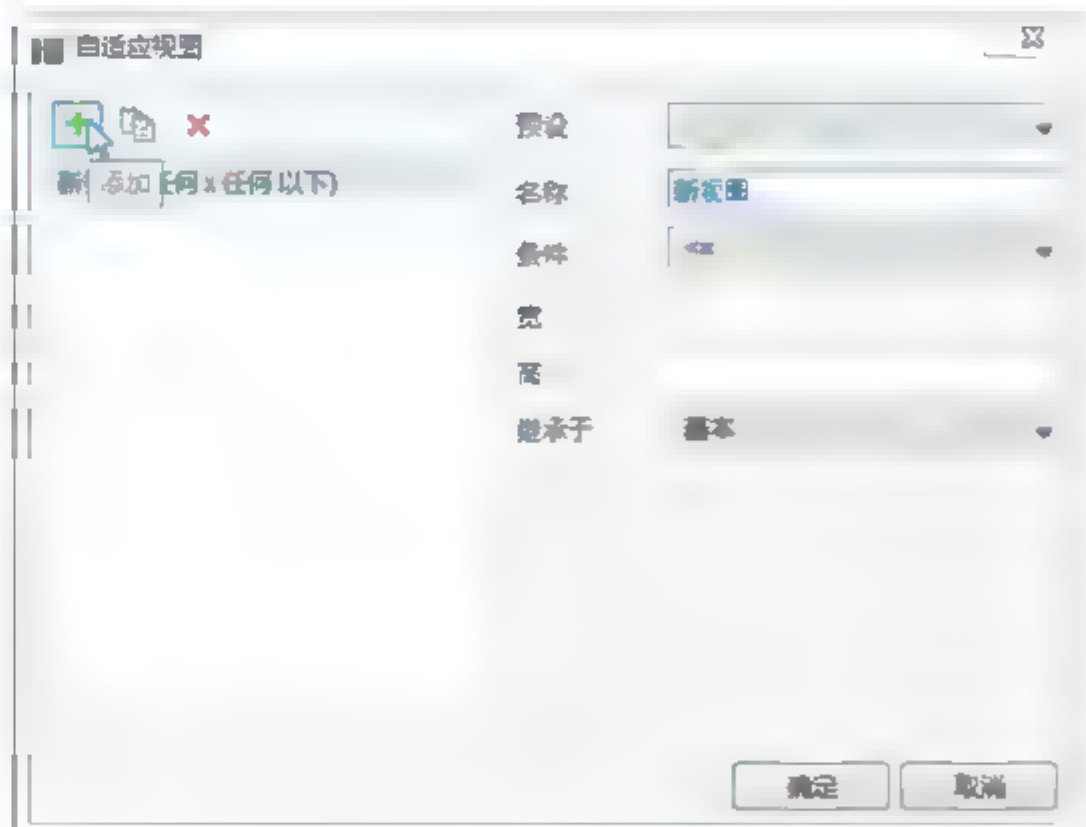 自适应视图
添加 任何 x 任何 以下)
预设
名称 新视图
条件 <=
宽
高
继承于 基本
确定 取消